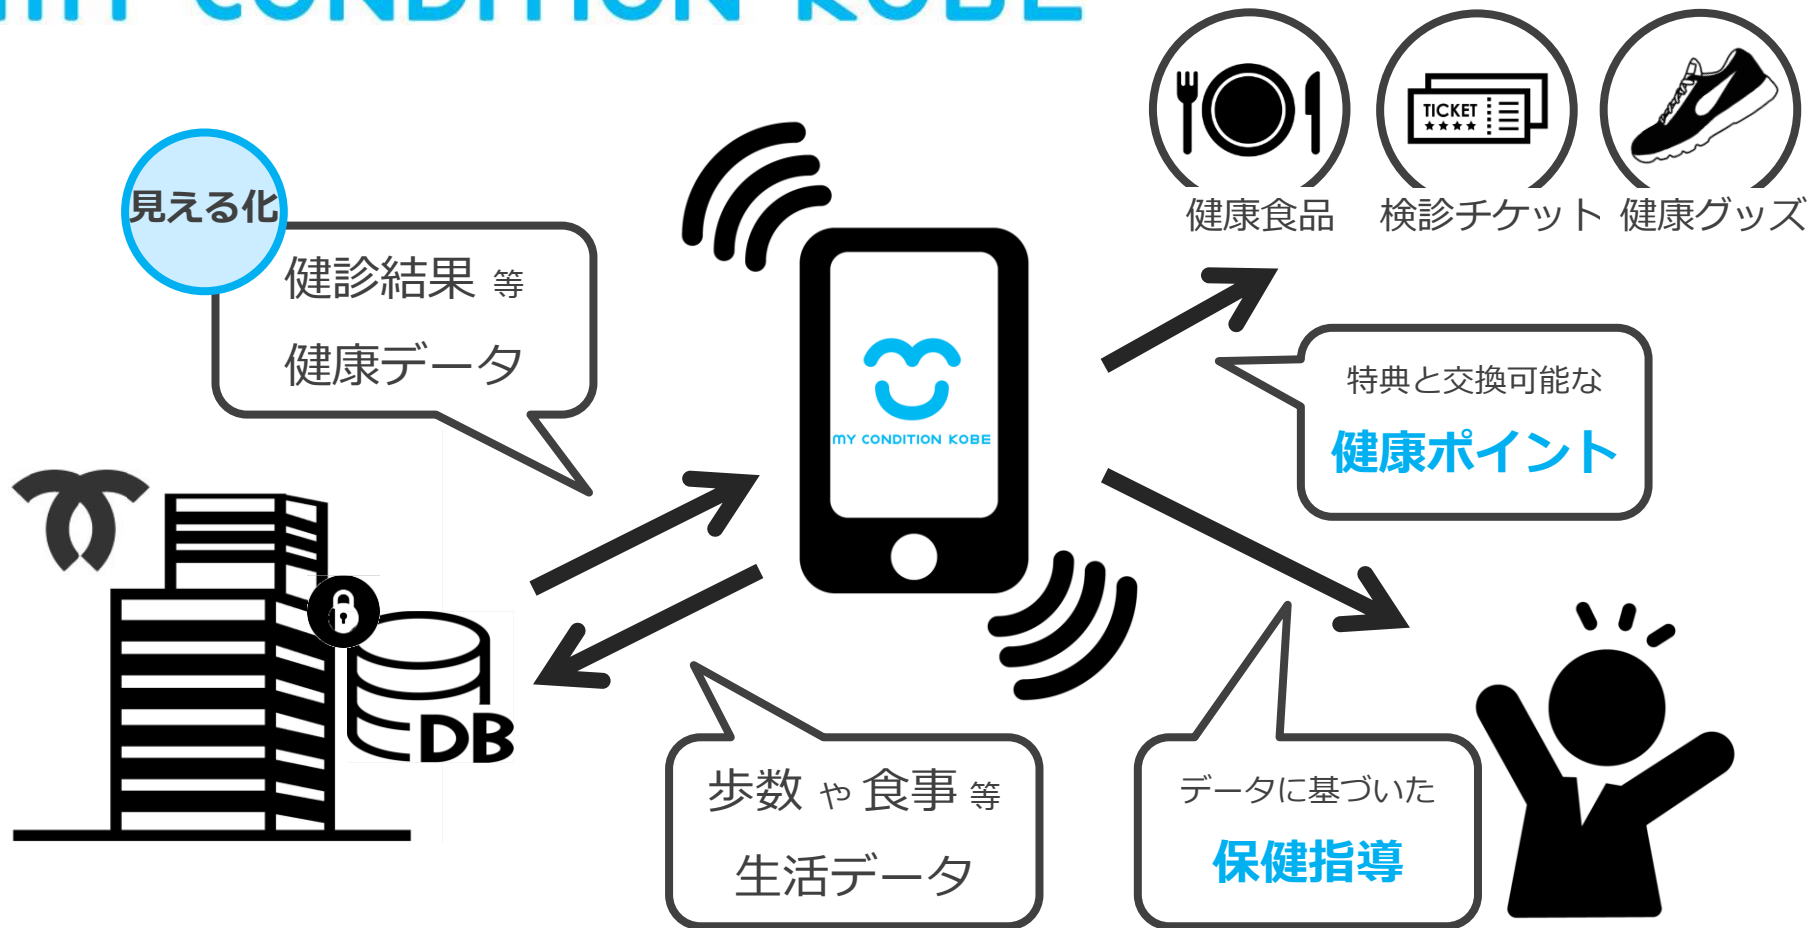 MY CONDITION KOBE
TICKET
健康食品
検診チケット
健康グッズ
見える化
健診結果 等
健康データ
MY CONDITION KOBE
特典と交換可能な
健康ポイント
DB
歩数 や 食事 等
生活データ
データに基づいた
保健指導